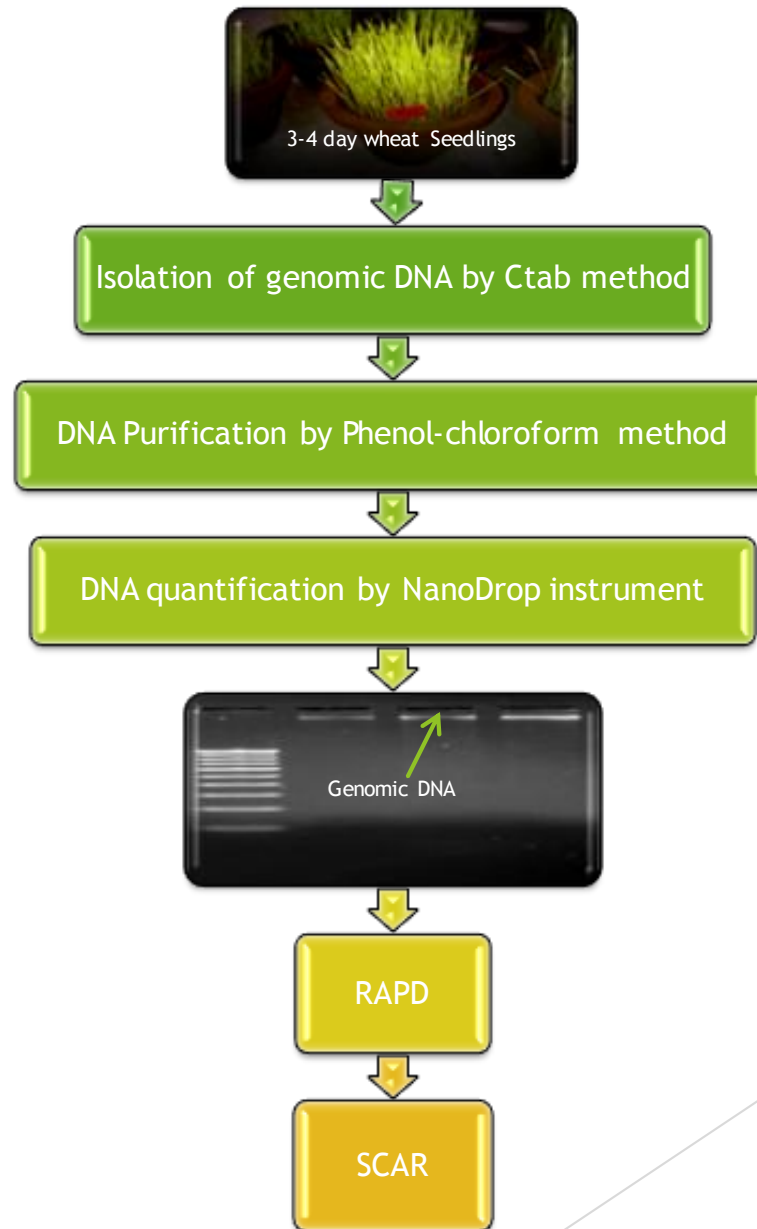 3-4 day wheat Seedlings
Isolation of genomic DNA by Ctab method
DNA Purification by Phenol-chloroform method
DNA quantification by NanoDrop instrument
Genomic DNA
RAPD
SCAR